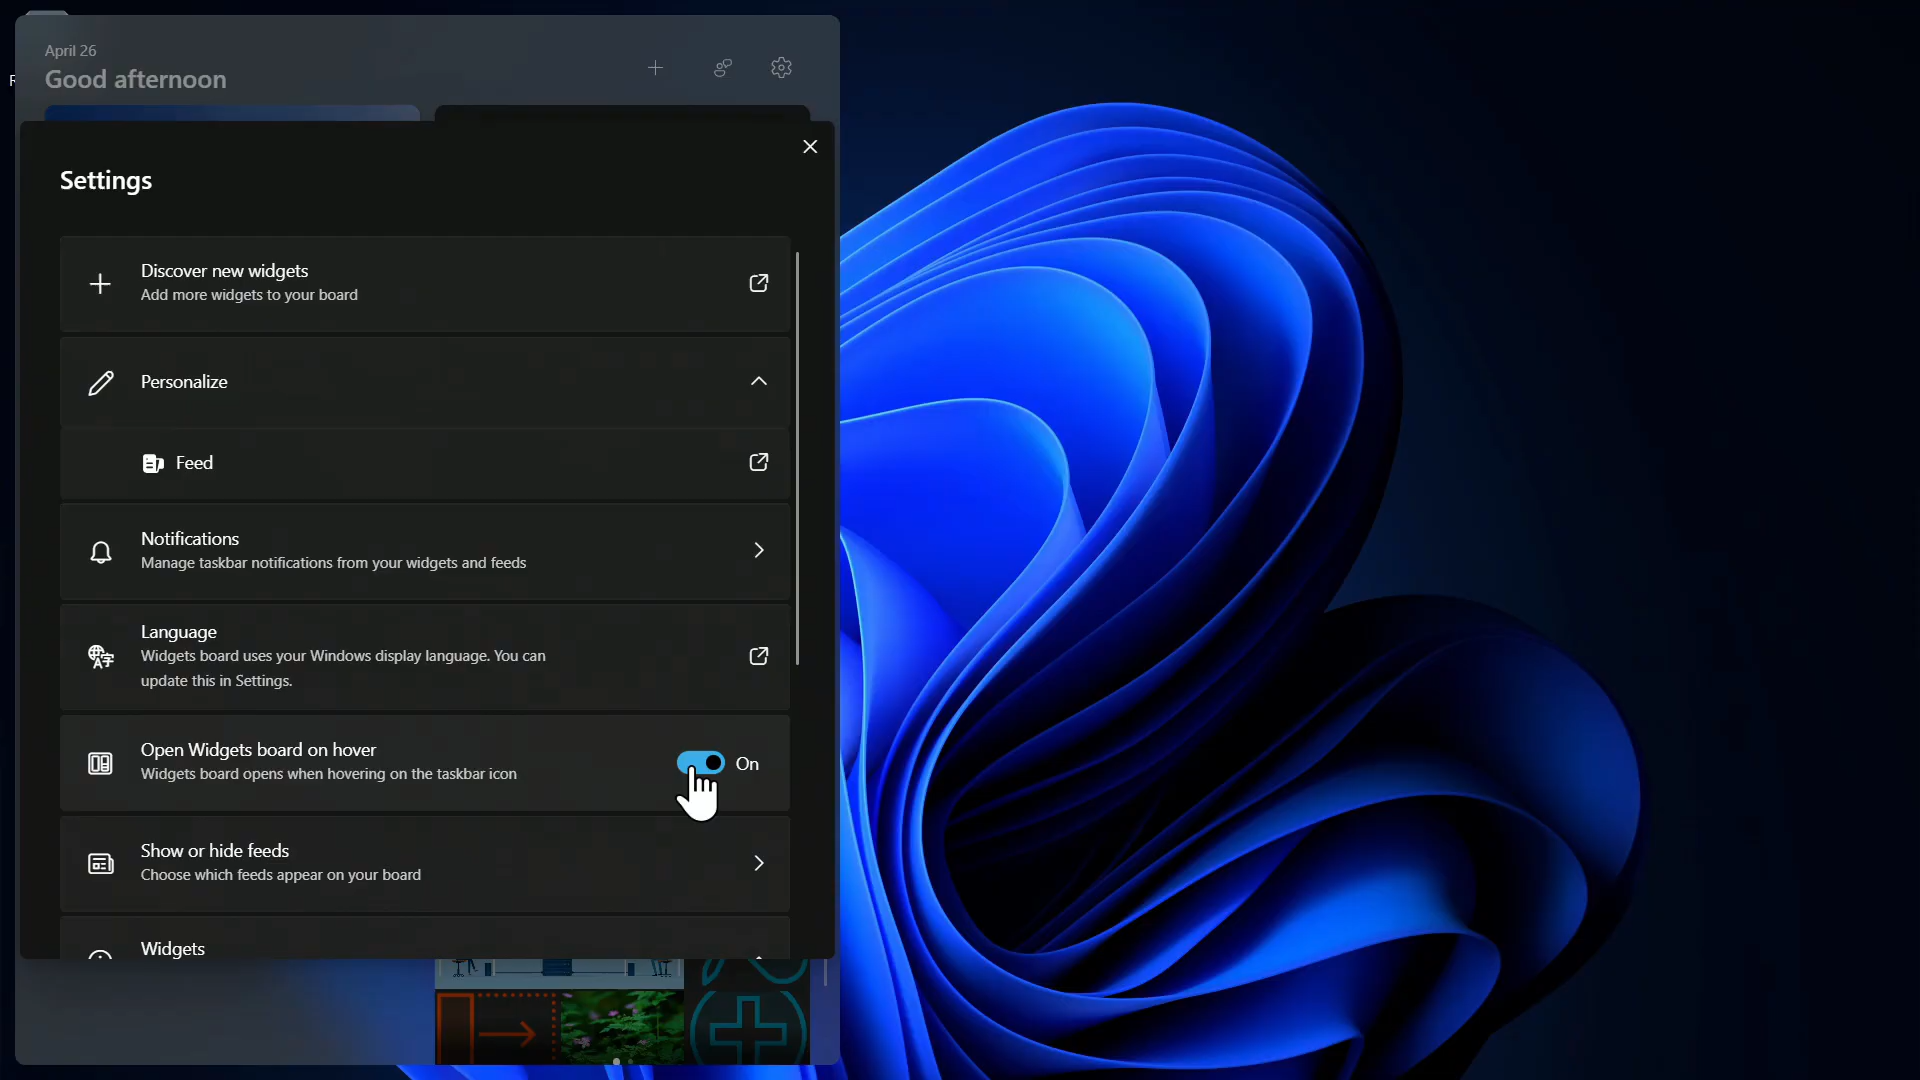 April 26
Good afternoon
Settings
Discover new widgets
Add more widgets to your board
Personalize
Feed
Notifications
Manage taskbar notifications from your widgets and feeds
Language
Widgets board uses your Windows display language. You can
update this in Settings.
Open Widgets board on hover
Widgets board opens when hovering on the taskbar icon
On
Show or hide feeds
Choose which feeds appear on your board
Widgets